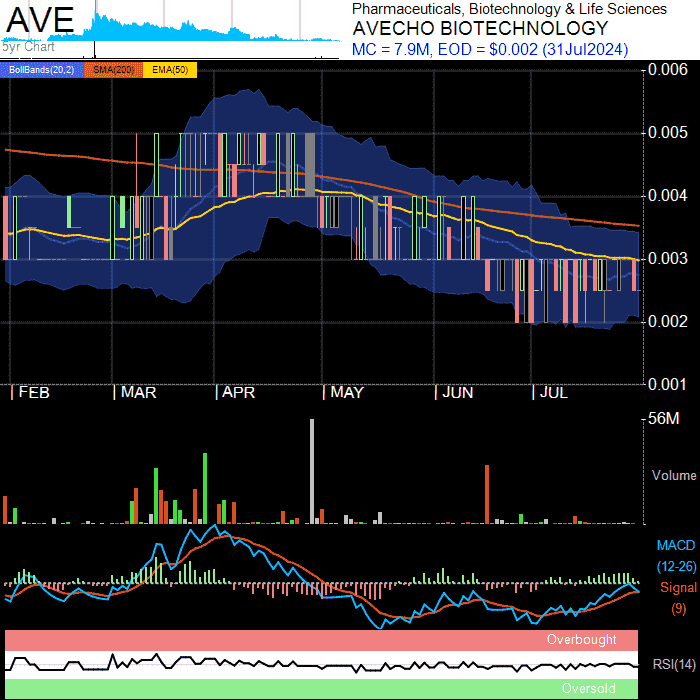 AVE
5yr Chart
Pharmaceuticals, Biotechnology & Life Sciences
AVECHO BIOTECHNOLOGY
MC = 7.9M, EOD = $0.002 (31Jul2024)
BollBands(20,2) SMA(200) EMA(50)
0.006
0.005
0.004
0.003
0.002
0.001
FEB MAR APR MAY JUN JUL
56M
Volume
MACD
(12-26)
Signal
(9)
Overbought
RSI(14)
Oversold